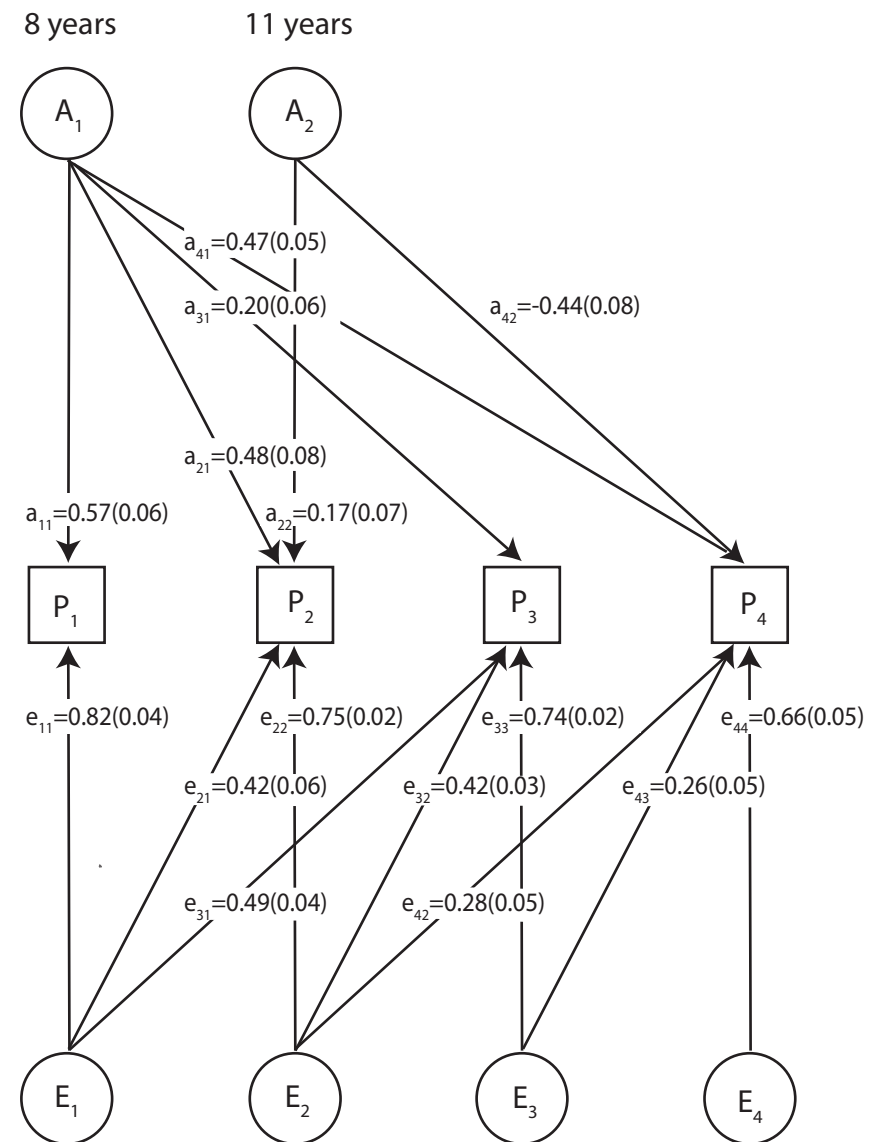 8 years 11 years
A1 A2
a41=0.47(0.05)
a31=0.20(0.06) a42=-0.44(0.08)
a21=0.48(0.08)
a11=0.57(0.06) a22=0.17(0.07)
P1 P2 P3 P4
e11=0.82(0.04) e22=0.75(0.02) e33=0.74(0.02) e44=0.66(0.05)
e21=0.42(0.06) e32=0.42(0.03) e43=0.26(0.05)
e31=0.49(0.04) e42=0.28(0.05)
E1 E2 E3 E4